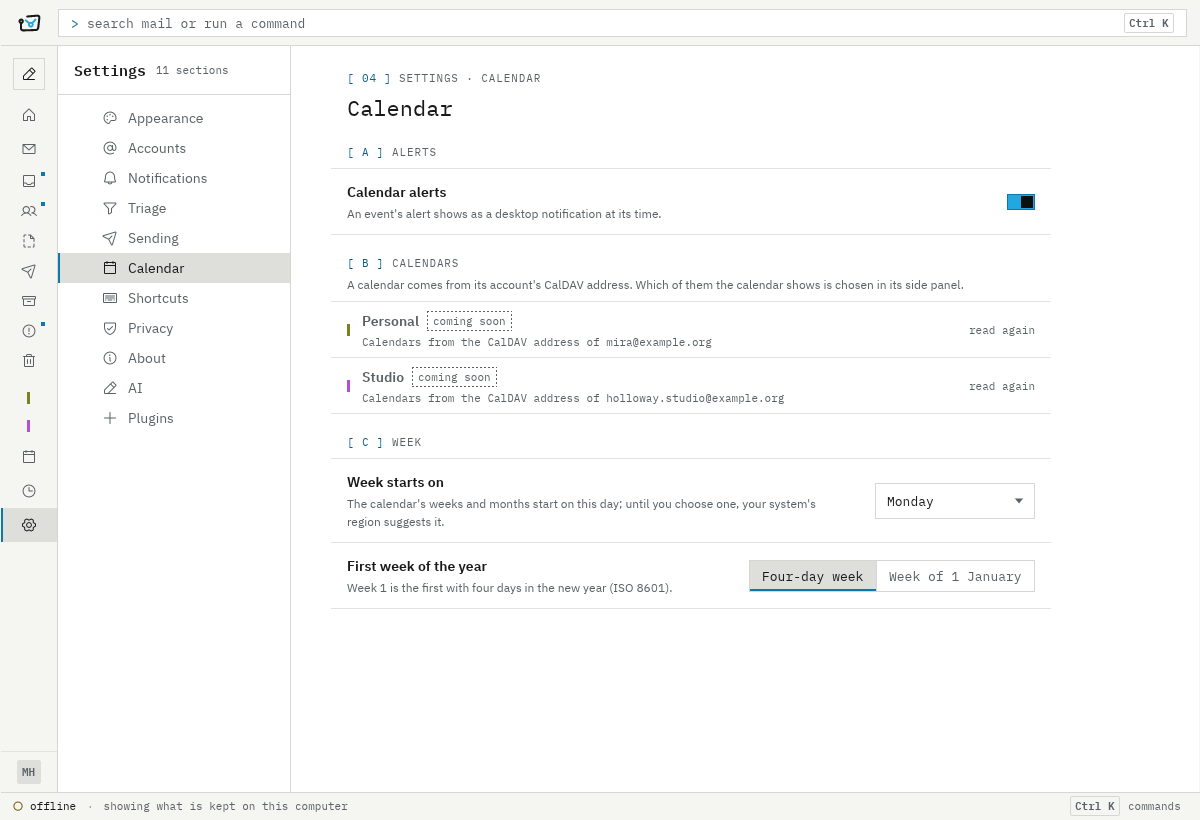 > search mail or run a command
Ctrl K
Settings 11 sections
Appearance
Accounts
Notifications
Triage
Sending
Calendar
Shortcuts
Privacy
About
AI
Plugins
MH
[ 04 ] SETTINGS · CALENDAR
Calendar
[ A ] ALERTS
Calendar alerts
An event's alert shows as a desktop notification at its time.
[ B ] CALENDARS
A calendar comes from its account's CalDAV address. Which of them the calendar shows is chosen in its side panel.
Personal coming soon
Calendars from the CalDAV address of mira@example.org
read again
Studio coming soon
Calendars from the CalDAV address of holloway.studio@example.org
read again
[ C ] WEEK
Week starts on
The calendar's weeks and months start on this day; until you choose one, your system's
region suggests it.
Monday
First week of the year
Week 1 is the first with four days in the new year (ISO 8601).
Four-day week
Week of 1 January
offline · showing what is kept on this computer
Ctrl K commands